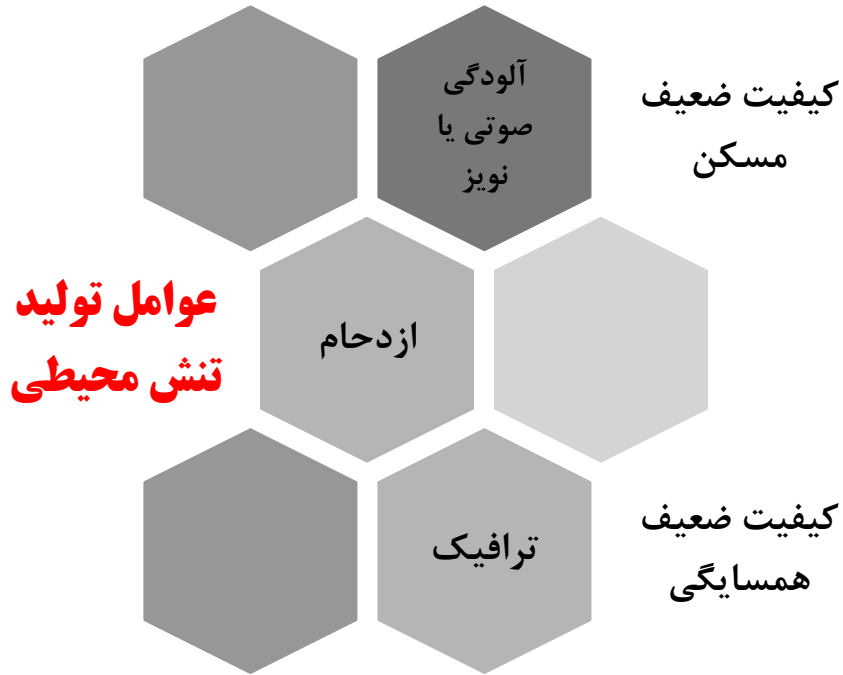 آلودگی
صوتی یا
نویز
کیفیت ضعیف
مسکن
عوامل تولید
تنش محیطی
ازدحام
کیفیت ضعیف
همسایگی
ترافیک